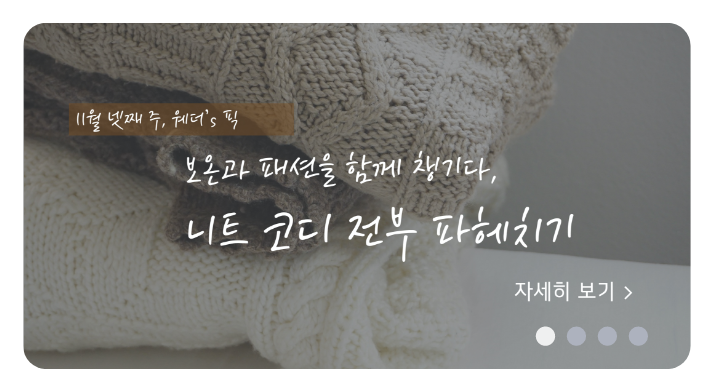 11월 넷째 주, 웨더's 픽
보온과 패션을 함께 챙기다,
니트 코디 전부 파헤치기
자세히 보기 >